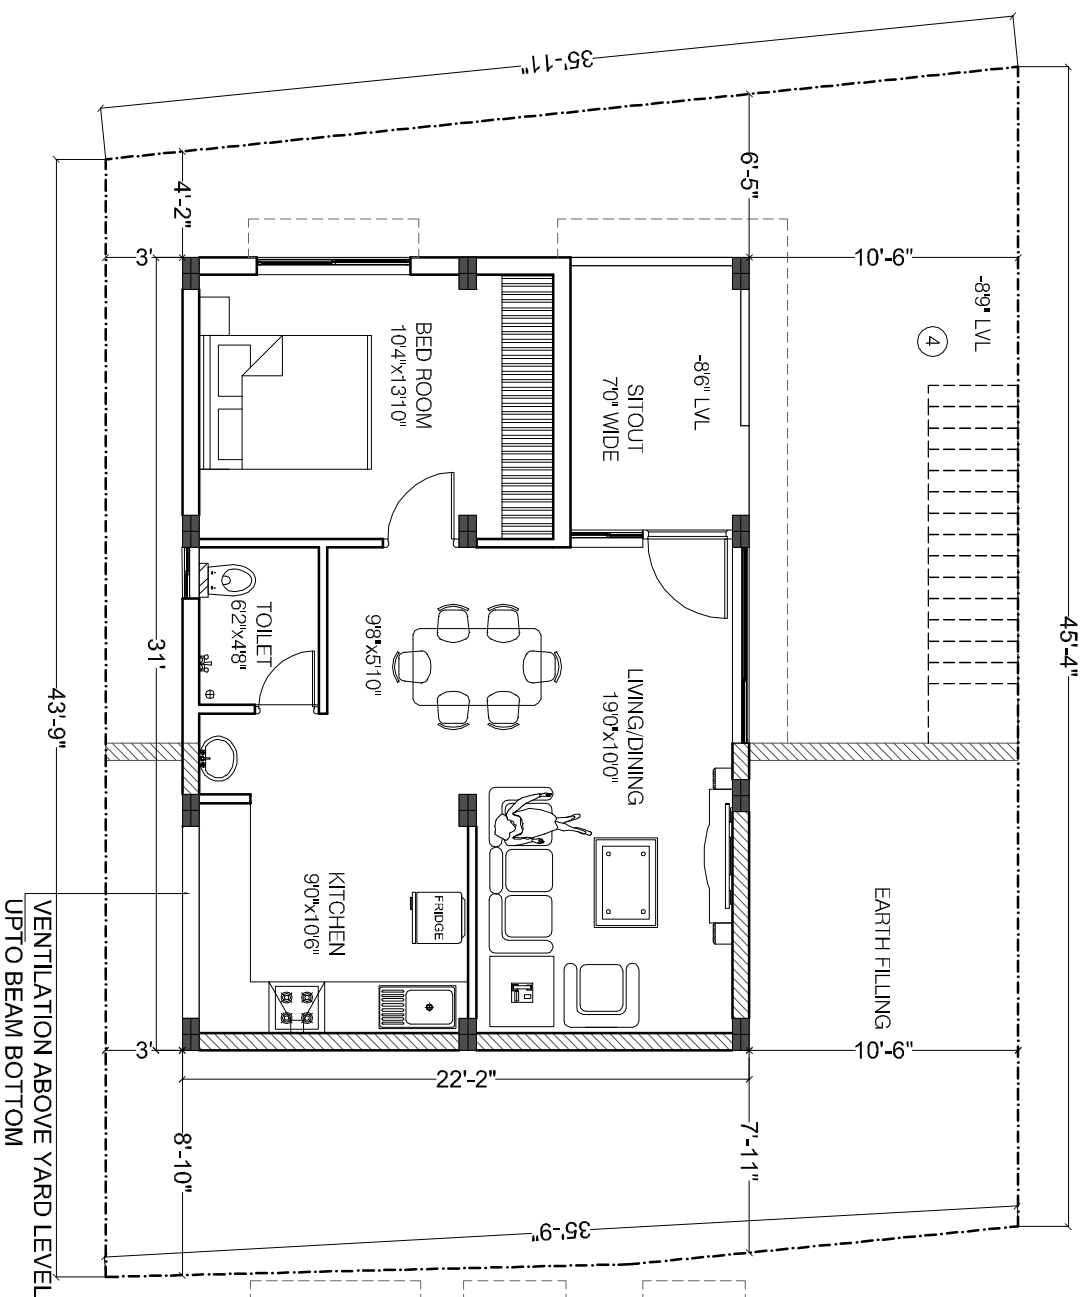 35'-11"
45'-4"
6'-5"
4'-2"
3'
10'-6"
-8'9" LVL
4
-8'6" LVL
SITOUT
7'0" WIDE
BED ROOM
10'4"x13'10"
TOILET
6'2"x4'8"
9'8"x5'10"
LIVING/DINING
19'0"x10'0"
31'
43'-9"
KITCHEN
9'0"x10'6"
FRIDGE
EARTH FILLING
VENTILATION ABOVE YARD LEVEL
UPTO BEAM BOTTOM
3'
10'-6"
22'-2"
8'-10"
7'-11"
35'-9"